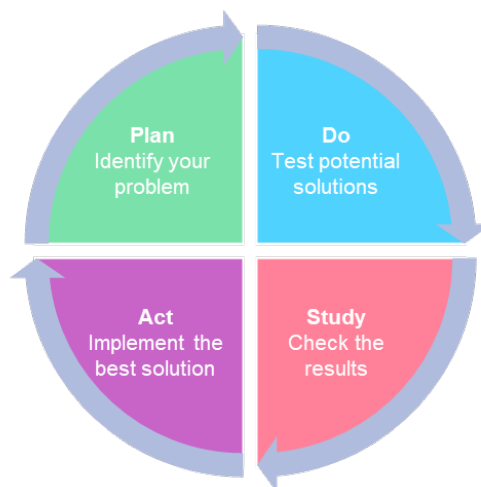 Plan
Identify your
problem
Do
Test potential
solutions
Act
Implement the
best solution
Study
Check the
results